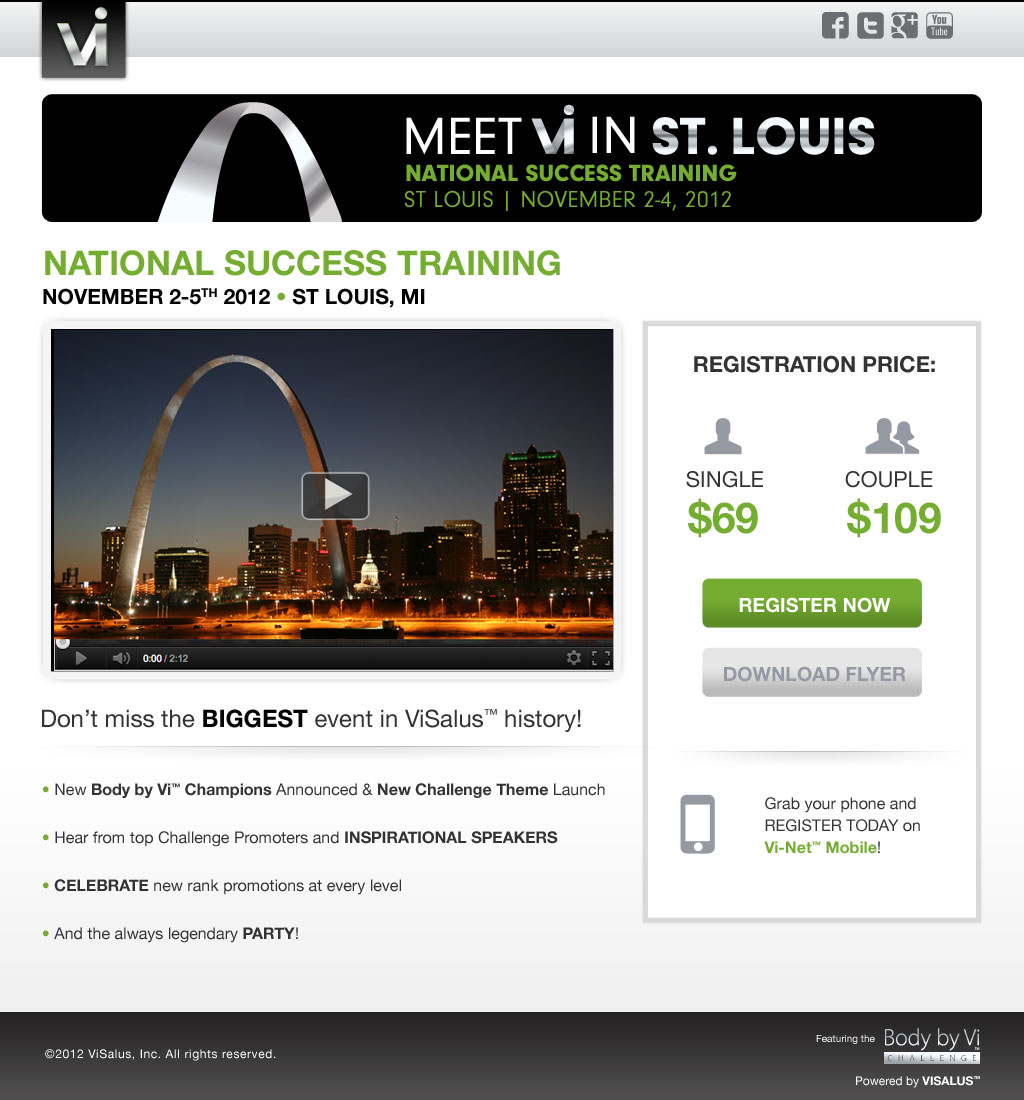 Vi
You
Tube
MEET Vi IN ST. LOUIS
NATIONAL SUCCESS TRAINING
ST LOUIS | NOVEMBER 2-4, 2012
NATIONAL SUCCESS TRAINING
NOVEMBER 2-5TH 2012 • ST LOUIS, MI
REGISTRATION PRICE:
SINGLE
$69
COUPLE
$109
REGISTER NOW
DOWNLOAD FLYER
0:00 / 2:12
Don't miss the BIGGEST event in ViSalus™ history!
• New Body by Vi™ Champions Announced & New Challenge Theme Launch
• Hear from top Challenge Promoters and INSPIRATIONAL SPEAKERS
• CELEBRATE new rank promotions at every level
• And the always legendary PARTY!
Grab your phone and
REGISTER TODAY on
Vi-Net™ Mobile!
©2012 ViSalus, Inc. All rights reserved.
Featuring the Body by Vi™
CHALLENGE
Powered by VISALUS™